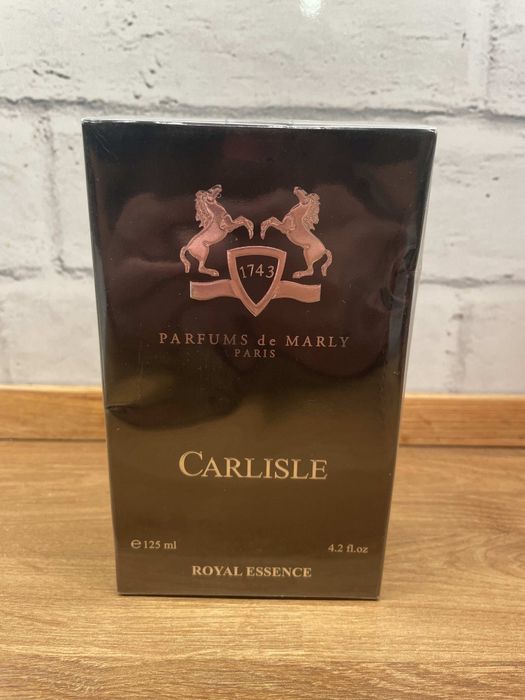 1743
PARFUMS de MARLY
PARIS
CARLISLE
℮ 125 ml 4.2 fl.oz
ROYAL ESSENCE